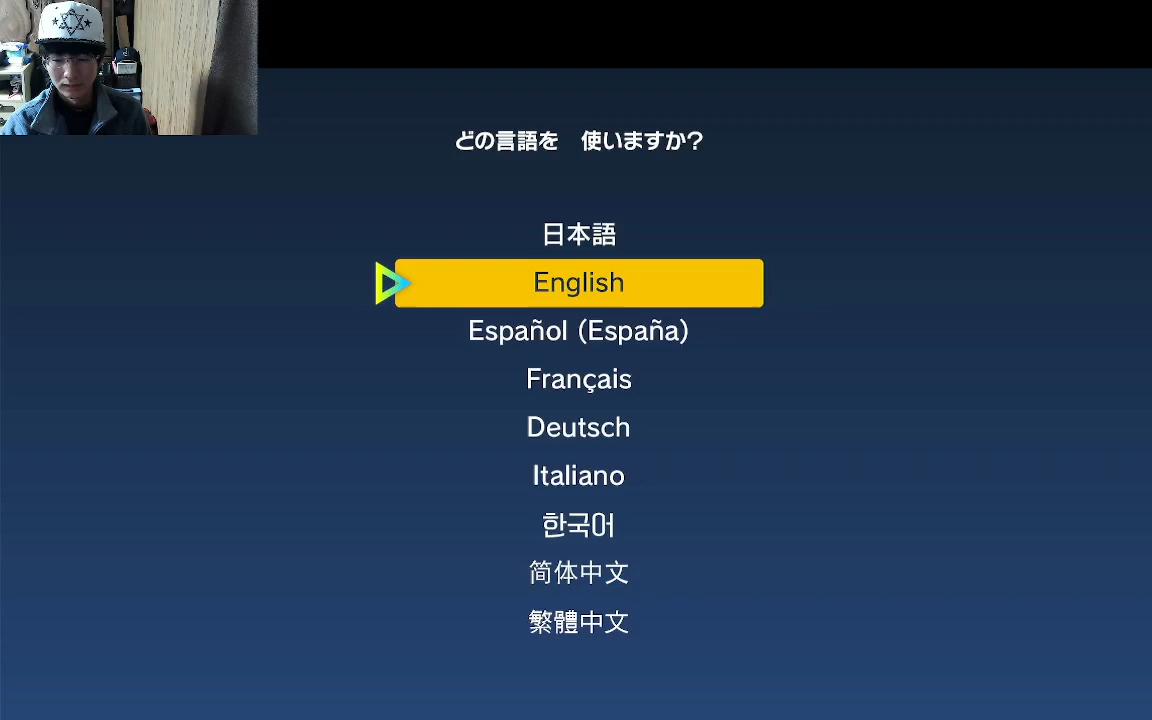 どの言語を　使いますか?
日本語
English
Español (España)
Français
Deutsch
Italiano
한국어
简体中文
繁體中文